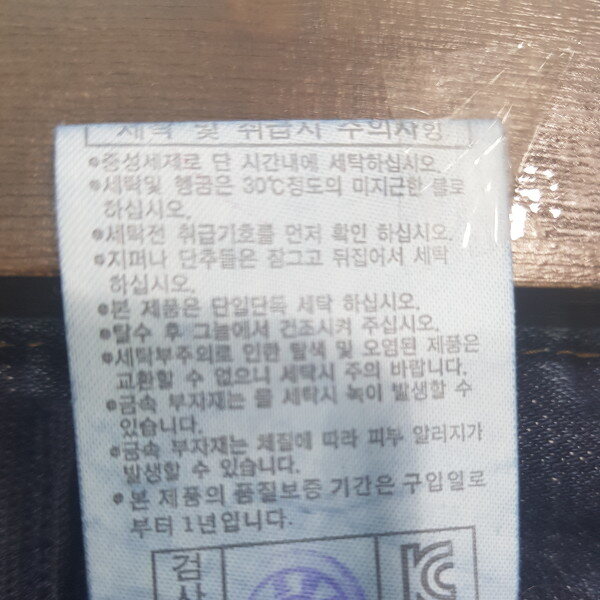 세탁 및 취급시 주의사항
●중성세제로 단 시간내에 세탁하십시오.
●세탁및 헹굼은 30℃정도의 미지근한 물로
하십시오.
●세탁전 취급기호를 먼저 확인 하십시오.
●지퍼나 단추들은 잠그고 뒤집어서 세탁
하십시오.
●본 제품은 단일단독 세탁 하십시오.
●탈수 후 그늘에서 건조시켜 주십시오.
●세탁부주의로 인한 탈색 및 오염된 제품은
교환할 수 없으니 세탁시 주의 바랍니다.
●금속 부자재는 물 세탁시 녹이 발생할 수
있습니다.
●금속 부자재는 체질에 따라 피부 알러지가
발생할 수 있습니다.
●본 제품의 품질보증 기간은 구입일로
부터 1년입니다.
검